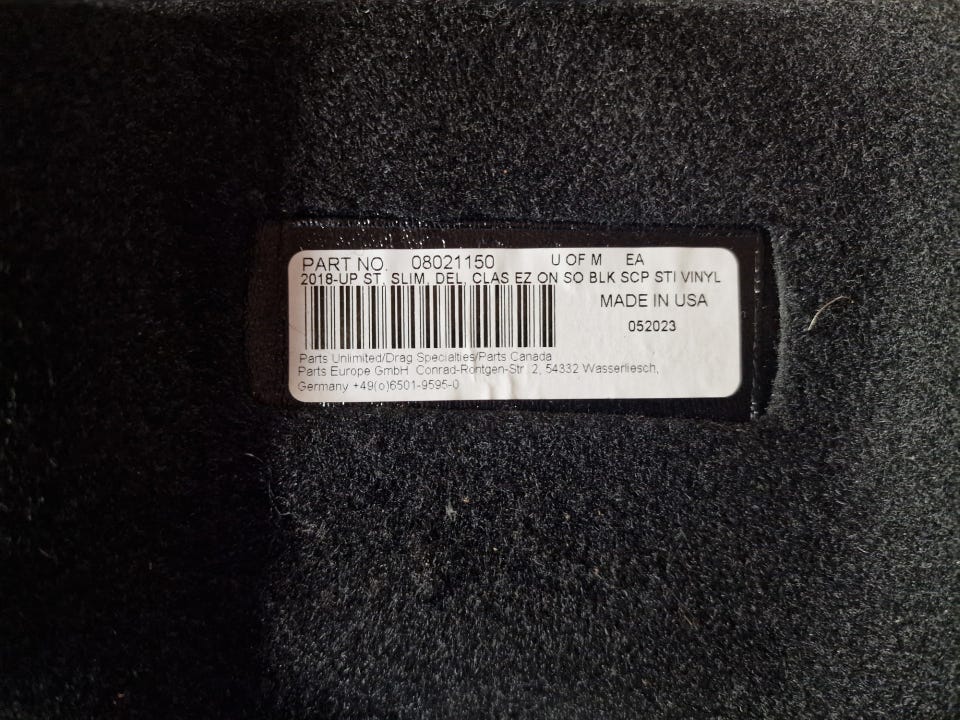 PART NO. 08021150 U OF M EA
2018-UP ST, SLIM, DEL, CLAS EZ ON SO BLK SCP STI VINYL
MADE IN USA
052023
Parts Unlimited/Drag Specialties/Parts Canada
Parts Europe GmbH Conrad-Rontgen-Str. 2, 54332 Wasserliesch,
Germany +49(o)6501-9595-0